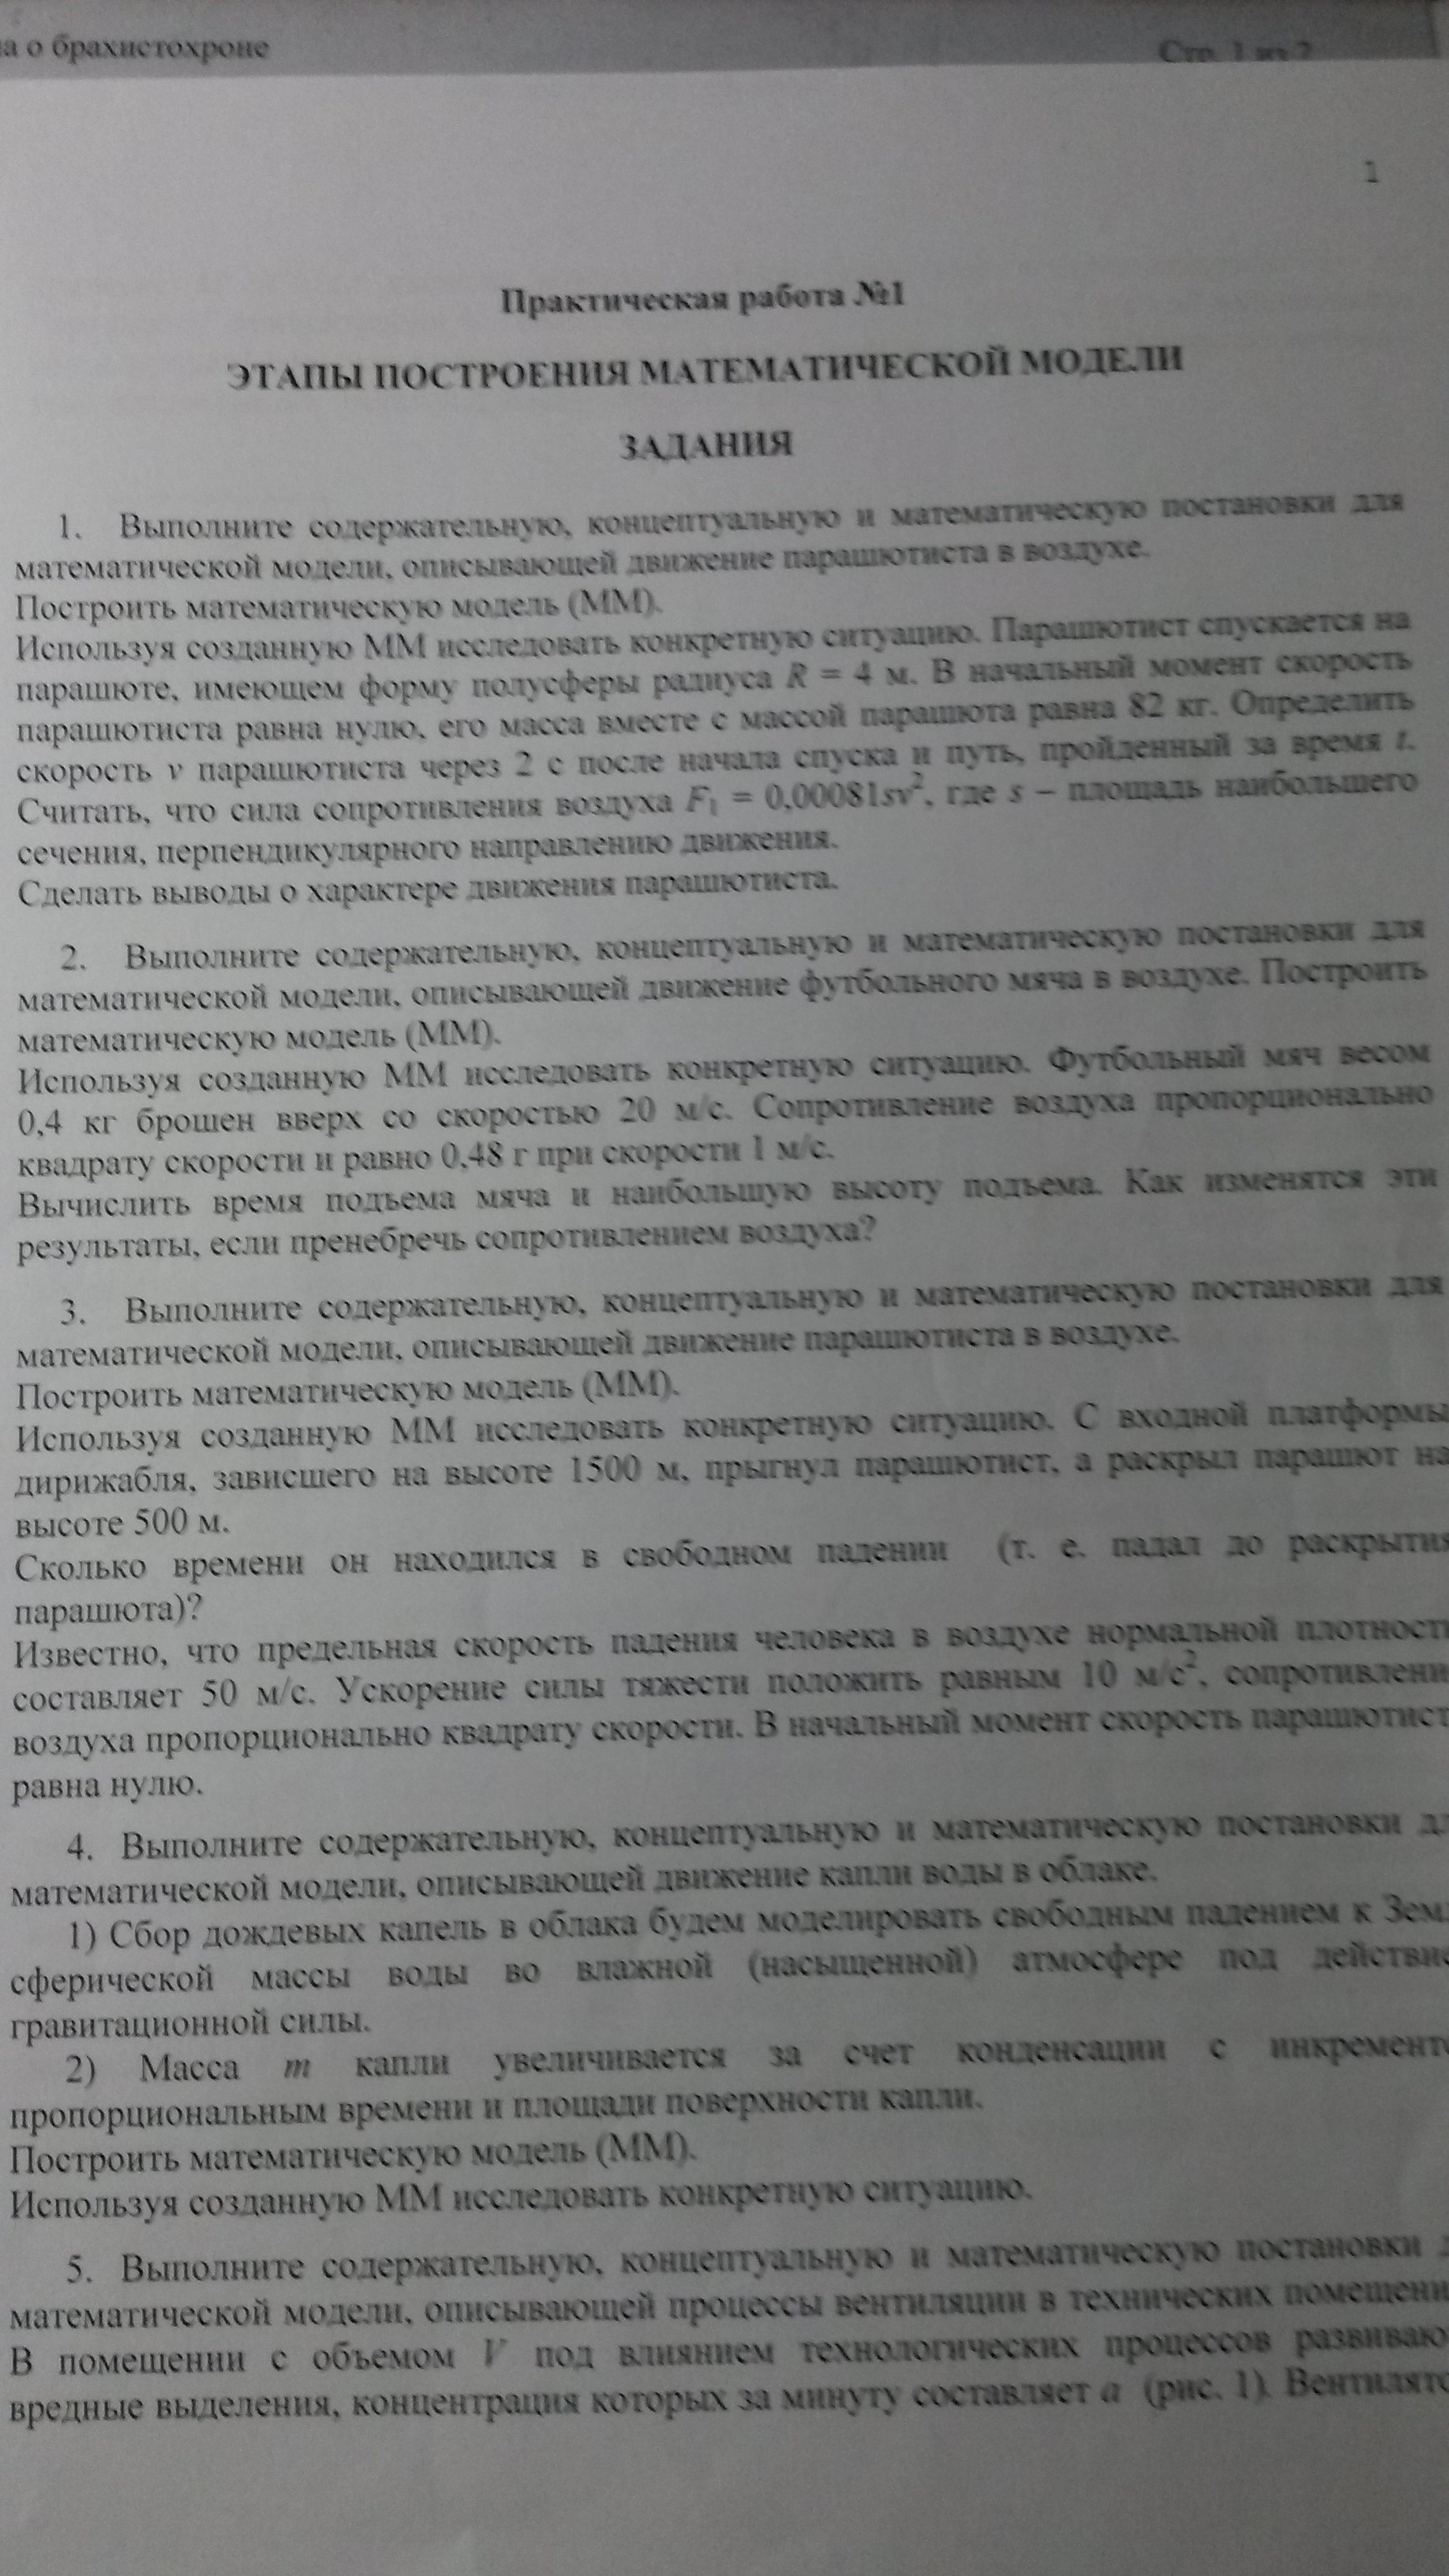 а о брахистохроне
Стр. 1 из 2
1
Практическая работа №1
ЭТАПЫ ПОСТРОЕНИЯ МАТЕМАТИЧЕСКОЙ МОДЕЛИ
ЗАДАНИЯ
1. Выполните содержательную, концептуальную и математическую постановки для
математической модели, описывающей движение парашютиста в воздухе.
Построить математическую модель (ММ).
Используя созданную ММ исследовать конкретную ситуацию. Парашютист спускается на
парашюте, имеющем форму полусферы радиуса R = 4 м. В начальный момент скорость
парашютиста равна нулю, его масса вместе с массой парашюта равна 82 кг. Определить
скорость v парашютиста через 2 с после начала спуска и путь, пройденный за время t.
Считать, что сила сопротивления воздуха F₁ = 0,00081sv², где s – площадь наибольшего
сечения, перпендикулярного направлению движения.
Сделать выводы о характере движения парашютиста.
2. Выполните содержательную, концептуальную и математическую постановки для
математической модели, описывающей движение футбольного мяча в воздухе. Построить
математическую модель (ММ).
Используя созданную ММ исследовать конкретную ситуацию. Футбольный мяч весом
0,4 кг брошен вверх со скоростью 20 м/с. Сопротивление воздуха пропорционально
квадрату скорости и равно 0,48 г при скорости 1 м/с.
Вычислить время подъема мяча и наибольшую высоту подъема. Как изменятся эти
результаты, если пренебречь сопротивлением воздуха?
3. Выполните содержательную, концептуальную и математическую постановки для
математической модели, описывающей движение парашютиста в воздухе.
Построить математическую модель (ММ).
Используя созданную ММ исследовать конкретную ситуацию. С входной платформы
дирижабля, зависшего на высоте 1500 м, прыгнул парашютист, а раскрыл парашют на
высоте 500 м.
Сколько времени он находился в свободном падении (т. е. падал до раскрытия
парашюта)?
Известно, что предельная скорость падения человека в воздухе нормальной плотност
составляет 50 м/с. Ускорение силы тяжести положить равным 10 м/с², сопротивлени
воздуха пропорционально квадрату скорости. В начальный момент скорость парашютист
равна нулю.
4. Выполните содержательную, концептуальную и математическую постановки дл
математической модели, описывающей движение капли воды в облаке.
1) Сбор дождевых капель в облака будем моделировать свободным падением к Зем
сферической массы воды во влажной (насыщенной) атмосфере под действие
гравитационной силы.
2) Масса m капли увеличивается за счет конденсации с инкремент
пропорциональным времени и площади поверхности капли.
Построить математическую модель (ММ).
Используя созданную ММ исследовать конкретную ситуацию.
5. Выполните содержательную, концептуальную и математическую постановки д
математической модели, описывающей процессы вентиляции в технических помещени
В помещении с объемом V под влиянием технологических процессов развиваю
вредные выделения, концентрация которых за минуту составляет a (рис. 1). Вентилято